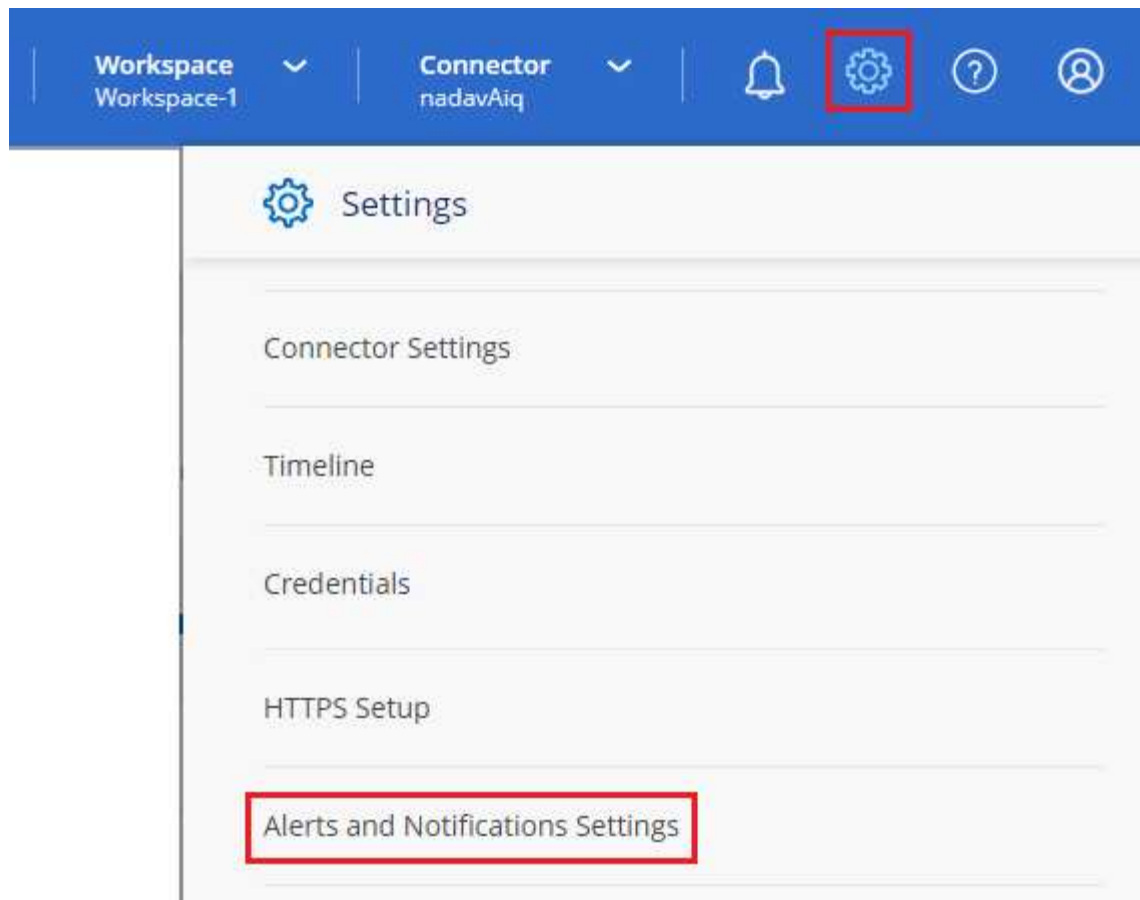 Workspace
Workspace-1
Connector
nadavAiq
Settings
Connector Settings
Timeline
Credentials
HTTPS Setup
Alerts and Notifications Settings